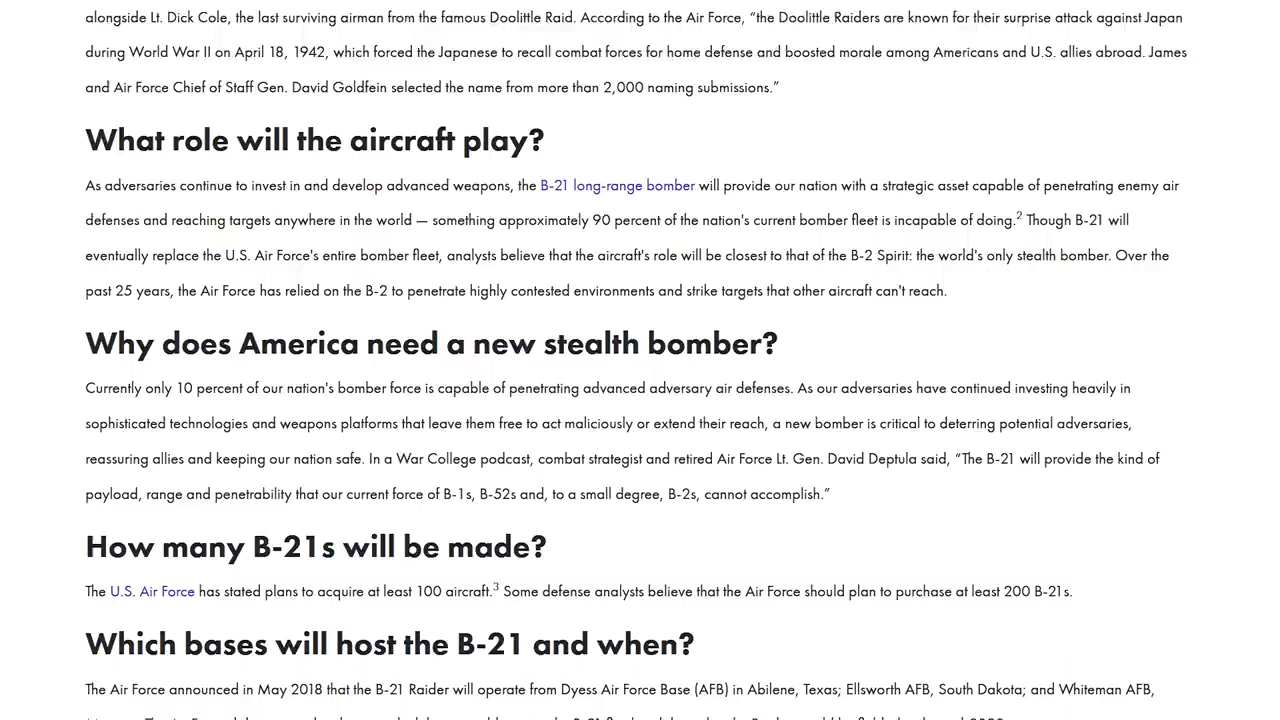 alongside Lt. Dick Cole, the last surviving airman from the famous Doolittle Raid. According to the Air Force, “the Doolittle Raiders are known for their surprise attack against Japan
during World War II on April 18, 1942, which forced the Japanese to recall combat forces for home defense and boosted morale among Americans and U.S. allies abroad. James
and Air Force Chief of Staff Gen. David Goldfein selected the name from more than 2,000 naming submissions.”
What role will the aircraft play?
As adversaries continue to invest in and develop advanced weapons, the B-21 long-range bomber will provide our nation with a strategic asset capable of penetrating enemy air
defenses and reaching targets anywhere in the world — something approximately 90 percent of the nation's current bomber fleet is incapable of doing.2 Though B-21 will
eventually replace the U.S. Air Force's entire bomber fleet, analysts believe that the aircraft's role will be closest to that of the B-2 Spirit: the world's only stealth bomber. Over the
past 25 years, the Air Force has relied on the B-2 to penetrate highly contested environments and strike targets that other aircraft can't reach.
Why does America need a new stealth bomber?
Currently only 10 percent of our nation's bomber force is capable of penetrating advanced adversary air defenses. As our adversaries have continued investing heavily in
sophisticated technologies and weapons platforms that leave them free to act maliciously or extend their reach, a new bomber is critical to deterring potential adversaries,
reassuring allies and keeping our nation safe. In a War College podcast, combat strategist and retired Air Force Lt. Gen. David Deptula said, “The B-21 will provide the kind of
payload, range and penetrability that our current force of B-1s, B-52s and, to a small degree, B-2s, cannot accomplish.”
How many B-21s will be made?
The U.S. Air Force has stated plans to acquire at least 100 aircraft.3 Some defense analysts believe that the Air Force should plan to purchase at least 200 B-21s.
Which bases will host the B-21 and when?
The Air Force announced in May 2018 that the B-21 Raider will operate from Dyess Air Force Base (AFB) in Abilene, Texas; Ellsworth AFB, South Dakota; and Whiteman AFB,